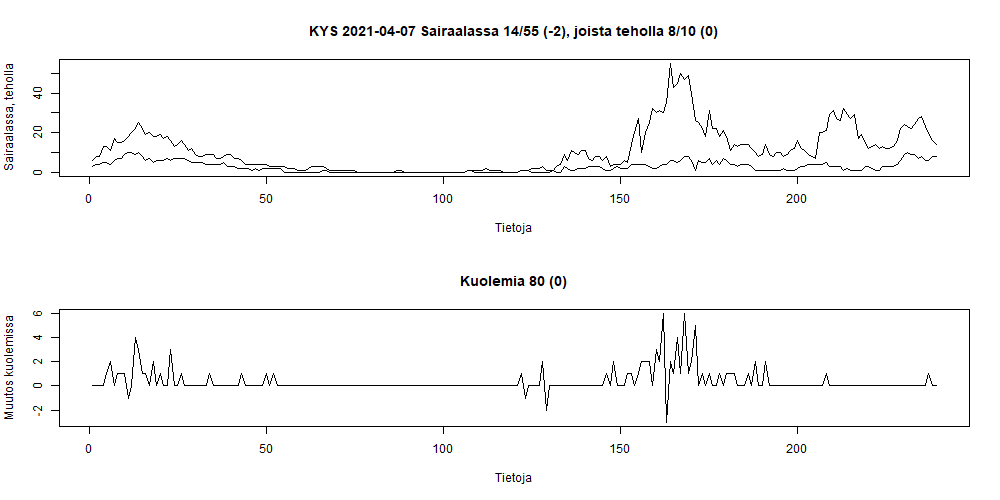 KYS 2021-04-07 Sairaalassa 14/55 (-2), joista teholla 8/10 (0)
Sairaalassa, teholla
0 20 40
0 50 100 150 200
Tietoja
Kuolemia 80 (0)
Muutos kuolemissa
-2 0 2 4 6
0 50 100 150 200
Tietoja